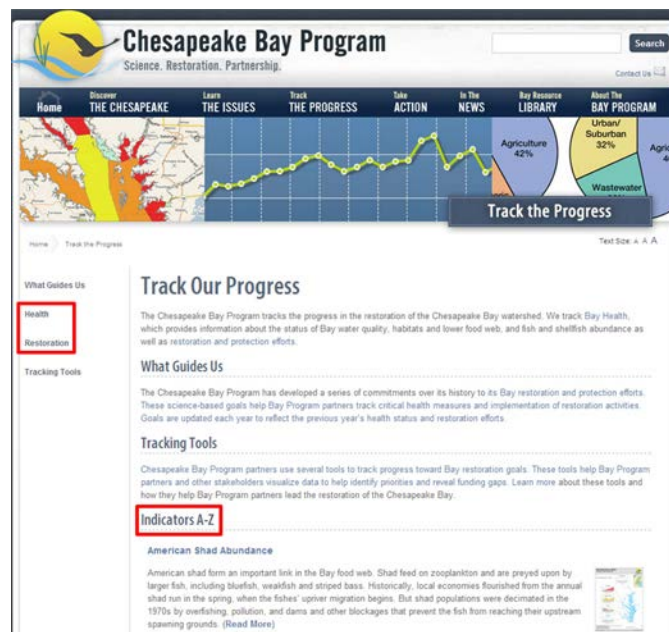 Chesapeake Bay Program
Science. Restoration. Partnership.
Search
Contact Us
Home
Discover
THE CHESAPEAKE
Learn
THE ISSUES
Track
THE PROGRESS
Take
ACTION
In The
NEWS
Bay Resource
LIBRARY
About The
BAY PROGRAM
Agriculture
42%
Urban/
Suburban
32%
Wastewater
Track the Progress
Home
Track the Progress
Text Size: A A A
What Guides Us
Health
Restoration
Tracking Tools
Track Our Progress
The Chesapeake Bay Program tracks the progress in the restoration of the Chesapeake Bay watershed. We track Bay Health,
which provides information about the status of Bay water quality, habitats and lower food web, and fish and shellfish abundance as
well as restoration and protection efforts.
What Guides Us
The Chesapeake Bay Program has developed a series of commitments over its history to its Bay restoration and protection efforts.
These science-based goals help Bay Program partners track critical health measures and implementation of restoration activities.
Goals are updated each year to reflect the previous year's health status and restoration efforts.
Tracking Tools
Chesapeake Bay Program partners use several tools to track progress toward Bay restoration goals. These tools help Bay Program
partners and other stakeholders visualize data to help identify priorities and reveal funding gaps. Learn more about these tools and
how they help Bay Program partners lead the restoration of the Chesapeake Bay.
Indicators A-Z
American Shad Abundance
American shad form an important link in the Bay food web. Shad feed on zooplankton and are preyed upon by
larger fish, including bluefish, weakfish and striped bass. Historically, local economies flourished from the annual
shad run in the spring, when the fishes' upriver migration begins. But shad populations were decimated in the
1970s by overfishing, pollution, and dams and other blockages that prevent the fish from reaching their upstream
spawning grounds. (Read More)